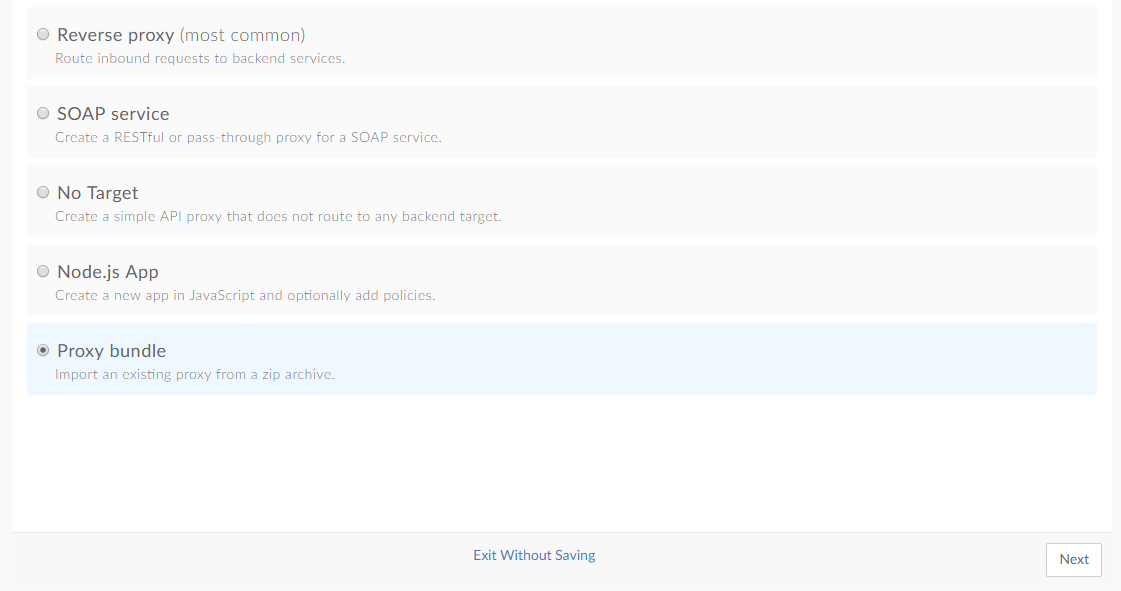 Reverse proxy (most common)
Route inbound requests to backend services.
SOAP service
Create a RESTful or pass-through proxy for a SOAP service.
No Target
Create a simple API proxy that does not route to any backend target.
Node.js App
Create a new app in JavaScript and optionally add policies.
Proxy bundle
Import an existing proxy from a zip archive.
Exit Without Saving
Next